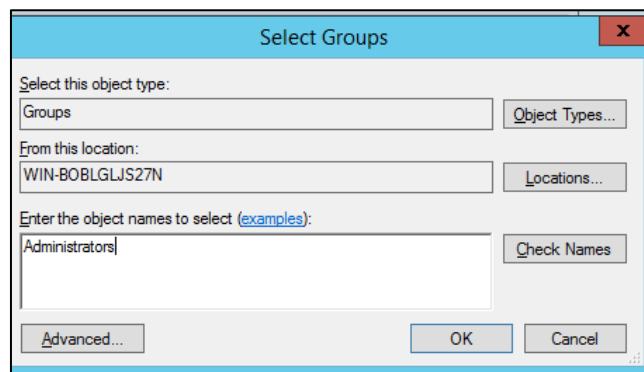 Select Groups
x
Select this object type:
Groups
Object Types...
From this location:
WIN-BOBLGLJS27N
Locations...
Enter the object names to select (examples):
Administrators
Check Names
Advanced...
OK
Cancel